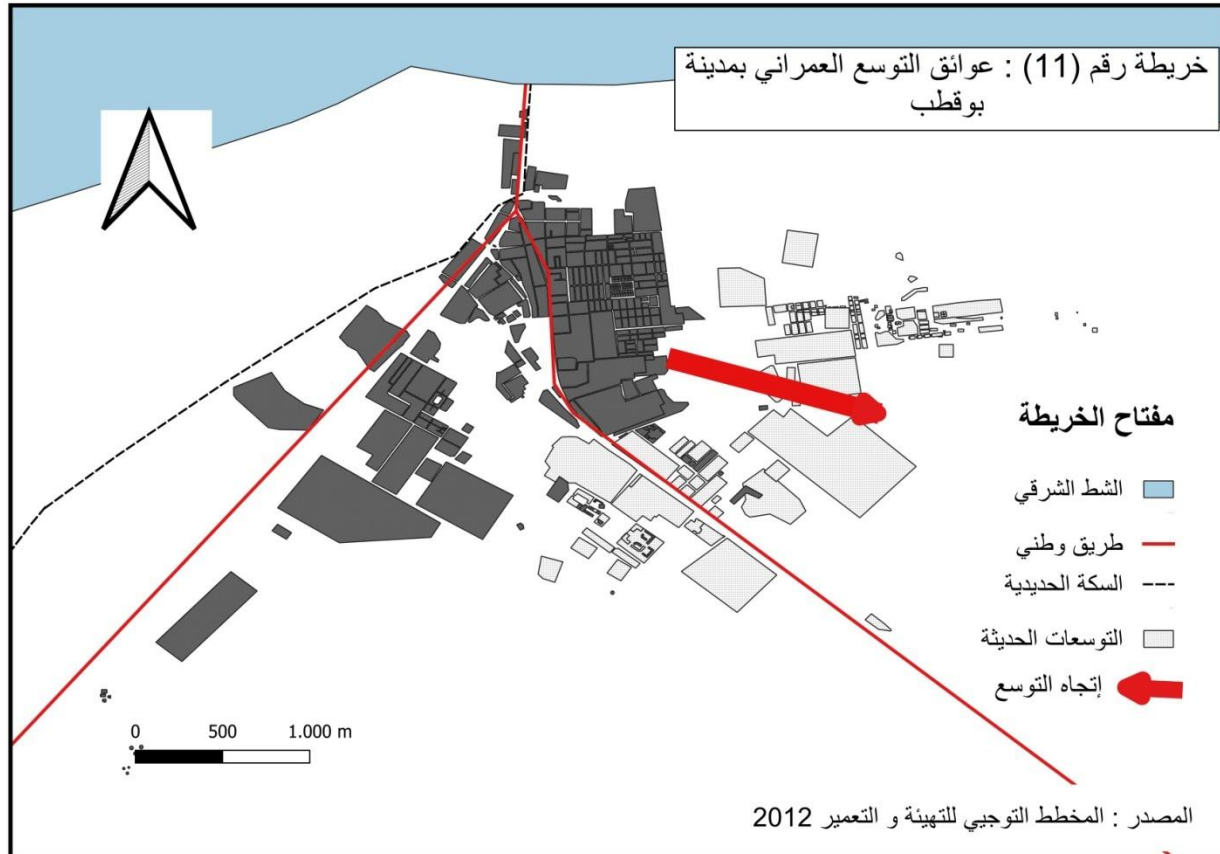 خريطة رقم (11) : عوائق التوسع العمراني بمدينة
بوقطب
مفتاح الخريطة
الشط الشرقي
طريق وطني
السكة الحديدية
التوسعات الحديثة
إتجاه التوسع
0 500 1.000 m
المصدر : المخطط التوجيي للتهيئة و التعمير 2012